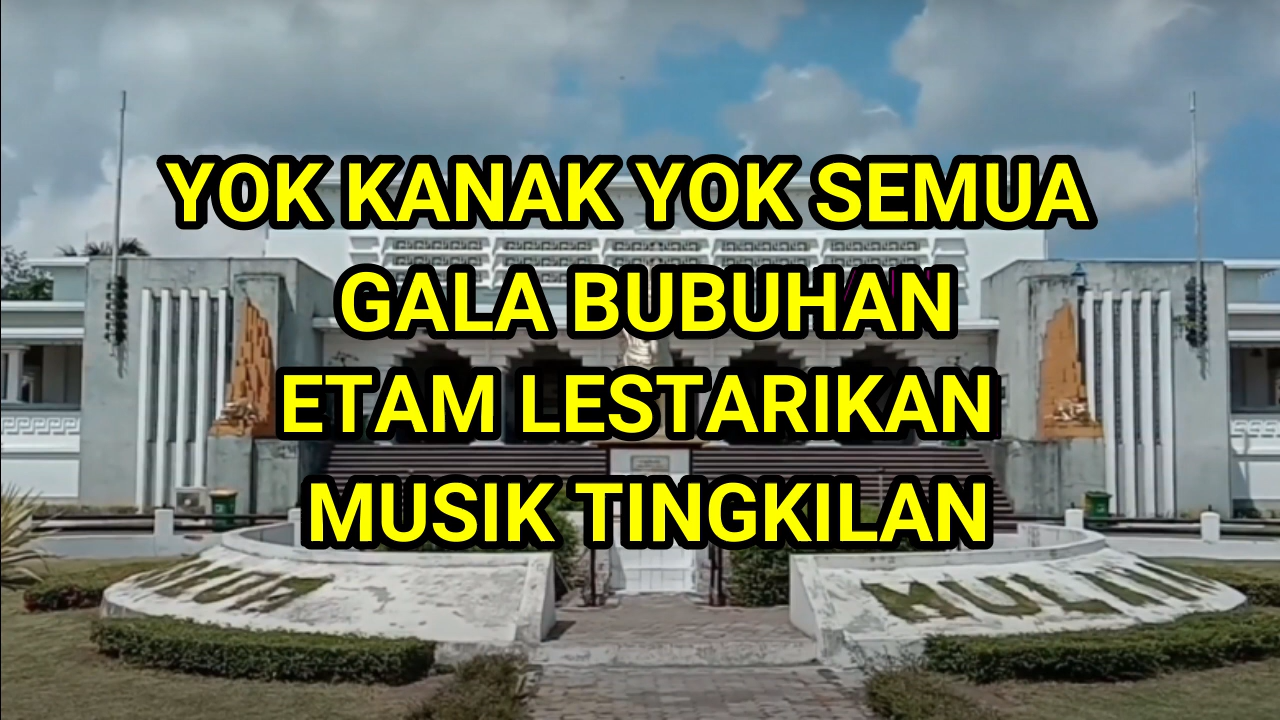 YOK KANAK YOK SEMUA
GALA BUBUHAN
ETAM LESTARIKAN
MUSIK TINGKILAN